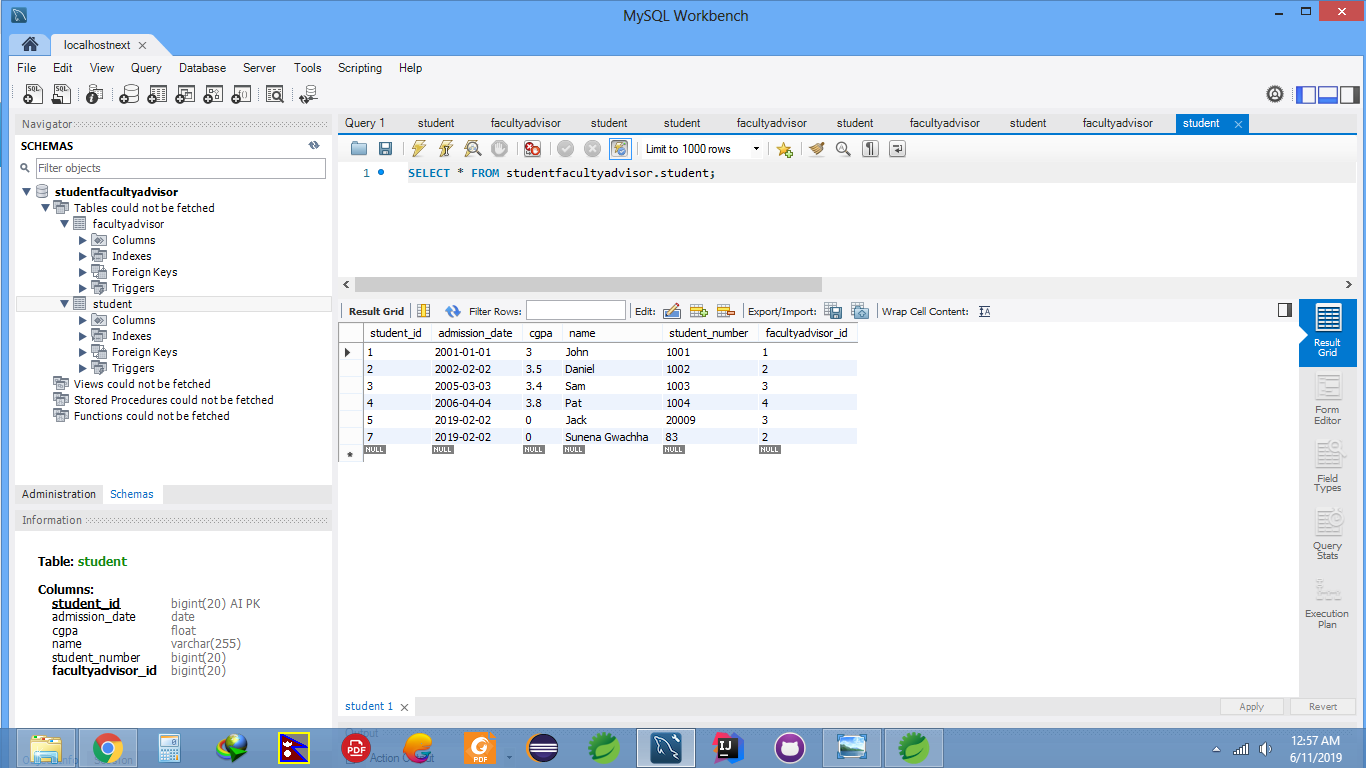 MySQL Workbench
localhostnext
File Edit View Query Database Server Tools Scripting Help
Navigator
SCHEMAS
Filter objects
studentfacultyadvisor
Tables could not be fetched
facultyadvisor
Columns
Indexes
Foreign Keys
Triggers
student
Columns
Indexes
Foreign Keys
Triggers
Views could not be fetched
Stored Procedures could not be fetched
Functions could not be fetched
Administration Schemas
Information
Table: student
Columns:
student_id bigint(20) AI PK
admission_date date
cgpa float
name varchar(255)
student_number bigint(20)
facultyadvisor_id bigint(20)
Query 1 student facultyadvisor student student facultyadvisor student facultyadvisor student facultyadvisor student
Limit to 1000 rows
1 SELECT * FROM studentfacultyadvisor.student;
Result Grid Filter Rows: Edit: Export/Import: Wrap Cell Content:
student_id admission_date cgpa name student_number facultyadvisor_id
1 2001-01-01 3 John 1001 1
2 2002-02-02 3.5 Daniel 1002 2
3 2005-03-03 3.4 Sam 1003 3
4 2006-04-04 3.8 Pat 1004 4
5 2019-02-02 0 Jack 20009 3
7 2019-02-02 0 Sunena Gwachha 83 2
NULL NULL NULL NULL NULL NULL
Result
Grid
Form
Editor
Field
Types
Query
Stats
Execution
Plan
student 1
Apply Revert
Output
Action Output
PDF
PDF
IJ
12:57 AM
6/11/2019